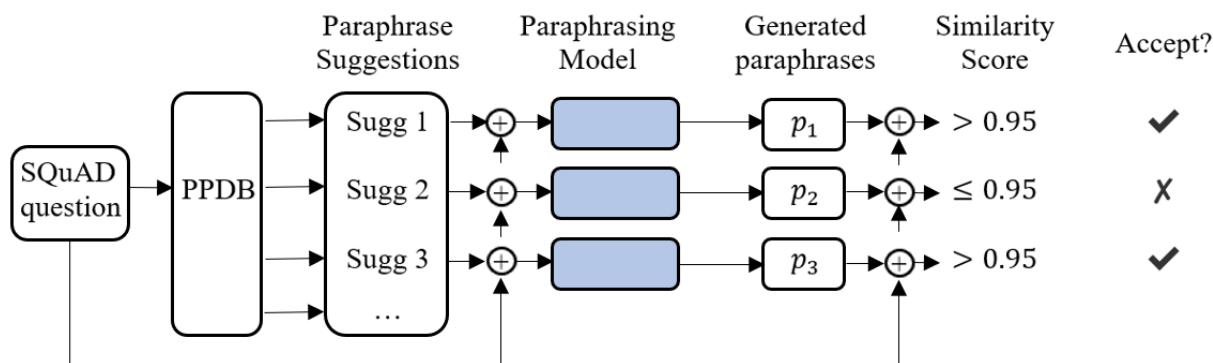 Paraphrase
Suggestions
Paraphrasing
Model
Generated
paraphrases
Similarity
Score
Accept?
SQuAD
question
PPDB
Sugg 1
p₁
> 0.95
✔
Sugg 2
p₂
≤ 0.95
✗
Sugg 3
p₃
> 0.95
✔
…